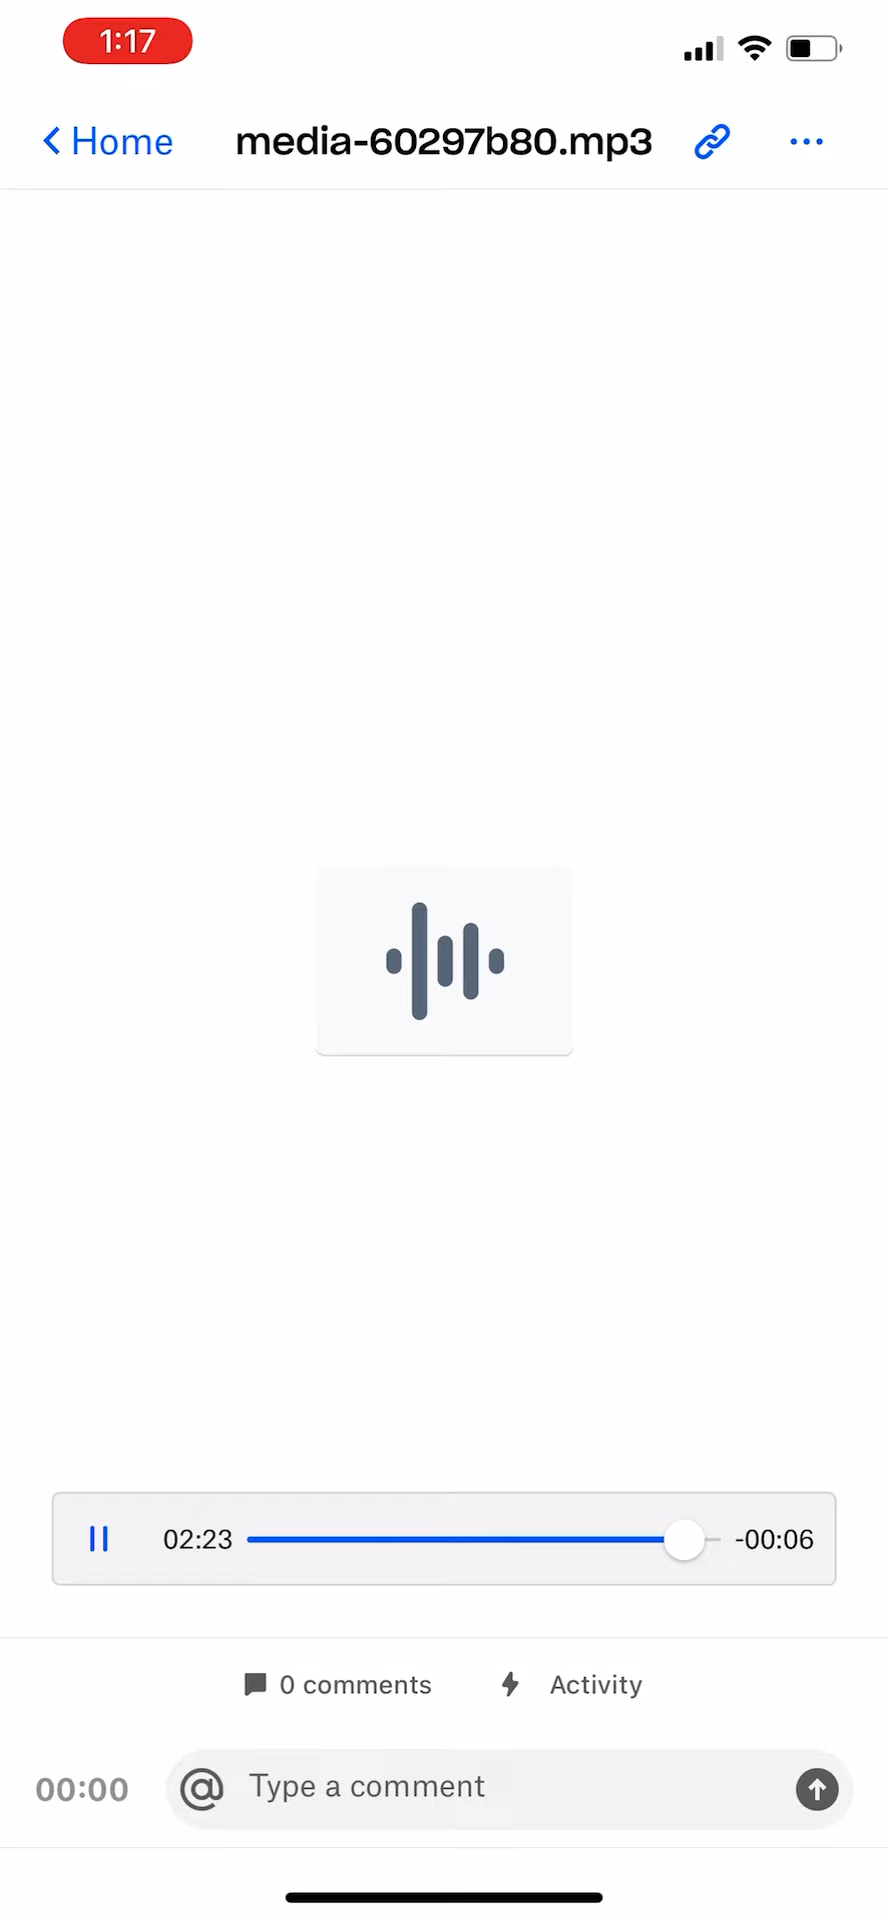 1:17
Home media-60297b80.mp3
02:23 -00:06
0 comments Activity
00:00 @ Type a comment